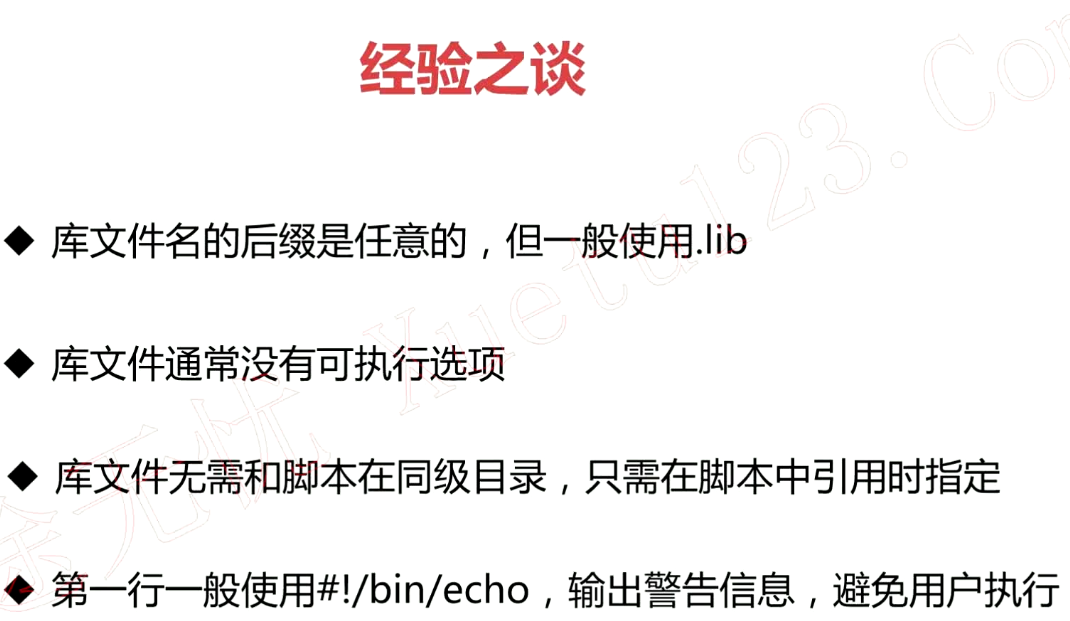 经验之谈
◆ 库文件名的后缀是任意的，但一般使用.lib
◆ 库文件通常没有可执行选项
◆ 库文件无需和脚本在同级目录，只需在脚本中引用时指定
◆ 第一行一般使用#!/bin/echo，输出警告信息，避免用户执行
涂无忧 Xuetu123.Com